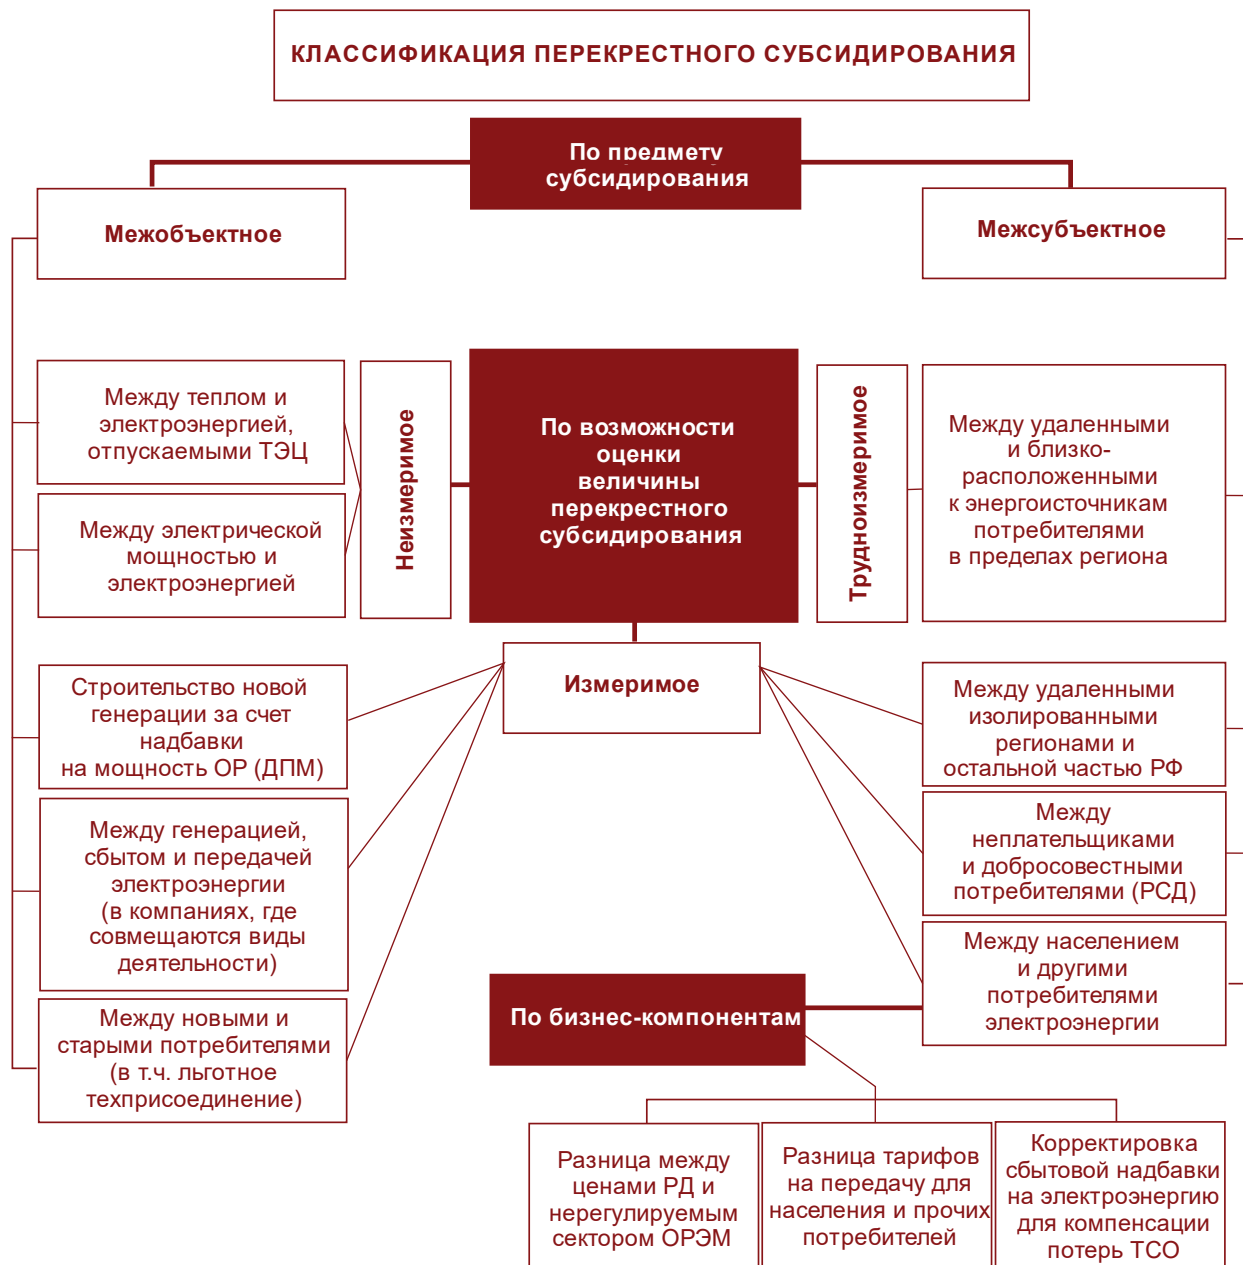 КЛАССИФИКАЦИЯ ПЕРЕКРЕСТНОГО СУБСИДИРОВАНИЯ
По предмету
субсидирования
Межобъектное
Межсубъектное
Между теплом и
электроэнергией,
отпускаемыми ТЭЦ
Между электрической
мощностью и
электроэнергией
Неизмеримое
По возможности
оценки
величины
перекрестного
субсидирования
Трудноизмеримое
Между удаленными
и близко-
расположенными
к энергоисточникам
потребителями
в пределах региона
Измеримое
Строительство новой
генерации за счет
надбавки
на мощность ОР (ДПМ)
Между генерацией,
сбытом и передачей
электроэнергии
(в компаниях, где
совмещаются виды
деятельности)
Между новыми и
старыми потребителями
(в т.ч. льготное
техприсоединение)
Между удаленными
изолированными
регионами и
остальной частью РФ
Между
неплательщиками
и добросовестными
потребителями (РСД)
Между населением
и другими
потребителями
электроэнергии
По бизнес-компонентам
Разница между
ценами РД и
нерегулируемым
сектором ОРЭМ
Разница тарифов
на передачу для
населения и прочих
потребителей
Корректировка
сбытовой надбавки
на электроэнергию
для компенсации
потерь ТСО